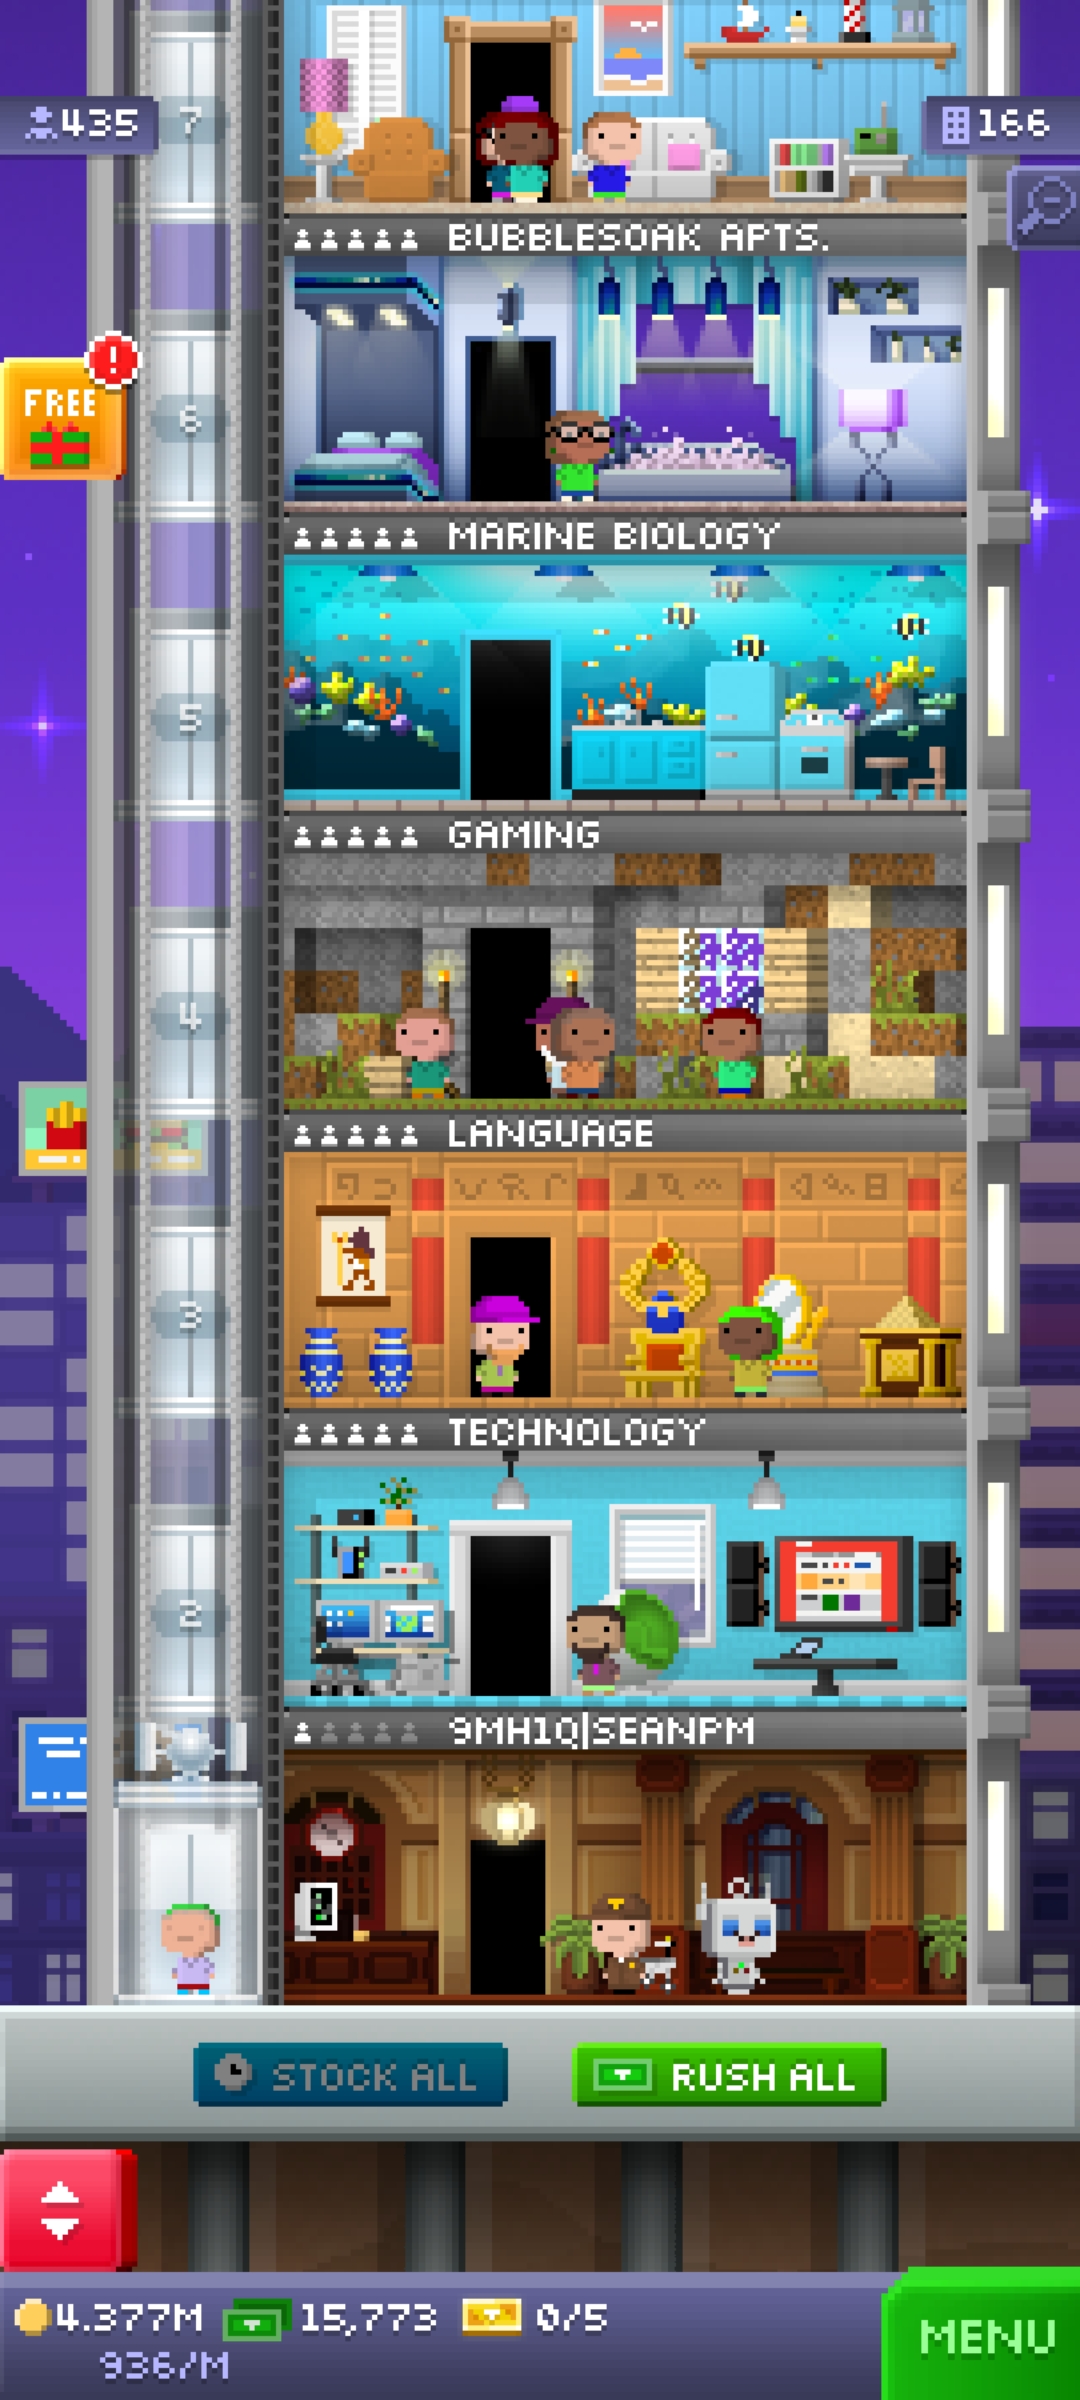 7
435
166
BUBBLESOAK APTS.
FREE
!
6
MARINE BIOLOGY
5
GAMING
4
LANGUAGE
3
TECHNOLOGY
2
9MH1Q|SEANPM
STOCK ALL
RUSH ALL
4.377M
15,773
0/5
936/M
MENU